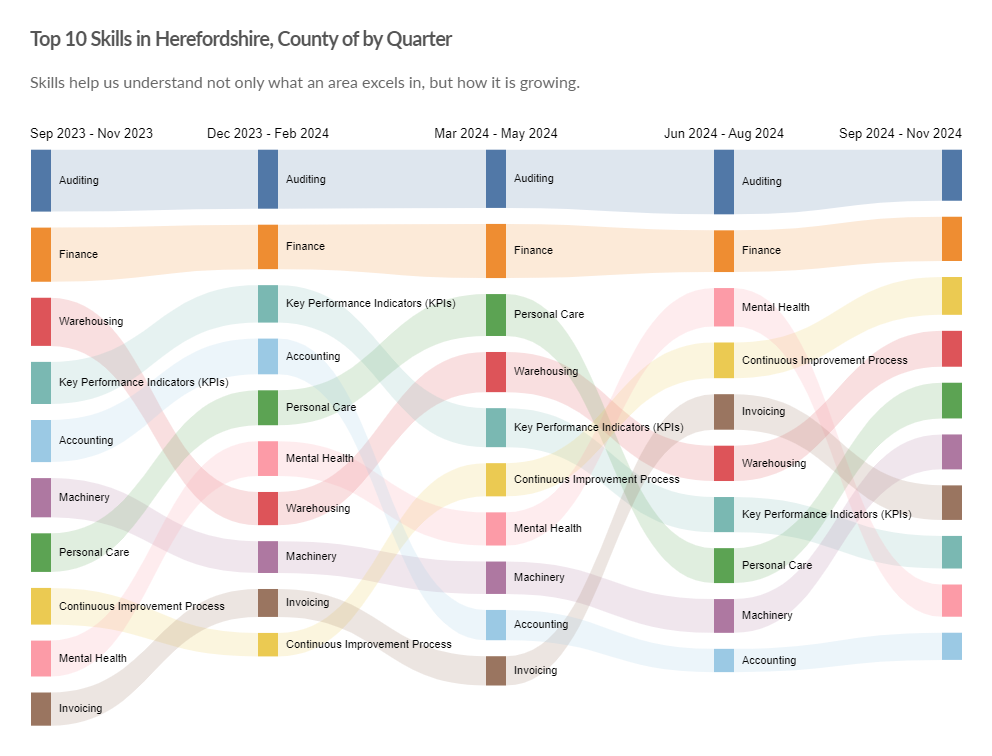 Top 10 Skills in Herefordshire, County of by Quarter
Skills help us understand not only what an area excels in, but how it is growing.
Sep 2023 - Nov 2023
Dec 2023 - Feb 2024
Mar 2024 - May 2024
Jun 2024 - Aug 2024
Sep 2024 - Nov 2024
Auditing
Finance
Warehousing
Key Performance Indicators (KPIs)
Accounting
Machinery
Personal Care
Continuous Improvement Process
Mental Health
Invoicing
Auditing
Finance
Key Performance Indicators (KPIs)
Accounting
Personal Care
Mental Health
Warehousing
Machinery
Invoicing
Continuous Improvement Process
Auditing
Finance
Personal Care
Warehousing
Key Performance Indicators (KPIs)
Continuous Improvement Process
Mental Health
Machinery
Accounting
Invoicing
Auditing
Finance
Mental Health
Continuous Improvement Process
Invoicing
Warehousing
Key Performance Indicators (KPIs)
Personal Care
Machinery
Accounting